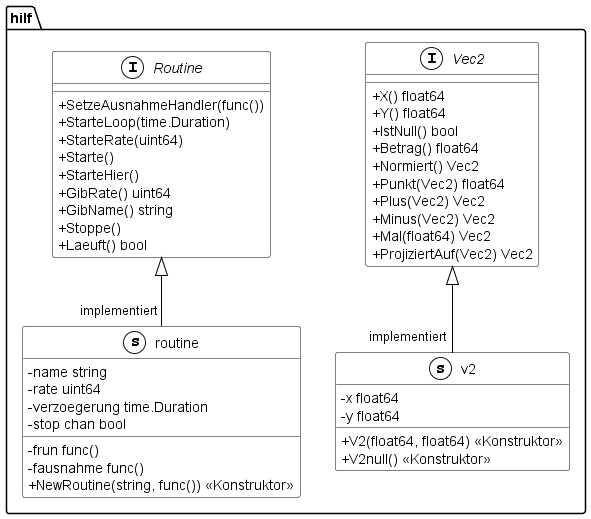 hilf
I Routine
+SetzeAusnahmeHandler(func())
+StarteLoop(time.Duration)
+StarteRate(uint64)
+Starte()
+StarteHier()
+GibRate() uint64
+GibName() string
+Stoppe()
+Laeuft() bool
I Vec2
+X() float64
+Y() float64
+IstNull() bool
+Betrag() float64
+Normiert() Vec2
+Punkt(Vec2) float64
+Plus(Vec2) Vec2
+Minus(Vec2) Vec2
+Mal(float64) Vec2
+ProjiziertAuf(Vec2) Vec2
implementiert
implementiert
s routine
-name string
-rate uint64
-verzoegerung time.Duration
-stop chan bool
-frun func()
-fausnahme func()
+NewRoutine(string, func()) «Konstruktor»
s v2
-x float64
-y float64
+V2(float64, float64) «Konstruktor»
+V2null() «Konstruktor»